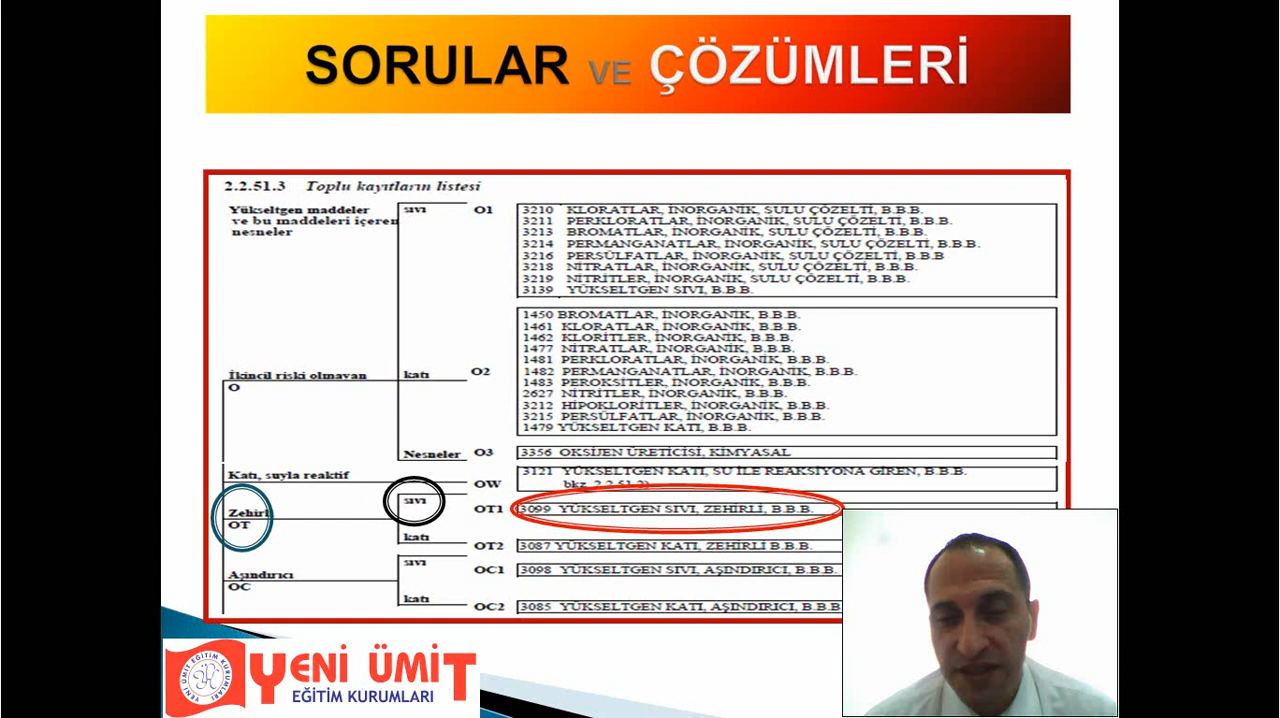 SORULAR VE ÇÖZÜMLERİ
2.2.51.3 Toplu kayıtların listesi
Yükseltgen maddeler
ve bu maddeleri içeren
nesneler
sıvı O1
3210 KLORATLAR, İNORGANİK, SULU ÇÖZELTİ, B.B.B.
3211 PERKLORATLAR, İNORGANİK, SULU ÇÖZELTİ, B.B.B.
3213 BROMATLAR, İNORGANİK, SULU ÇÖZELTİ, B.B.B.
3214 PERMANGANATLAR, İNORGANİK, SULU ÇÖZELTİ, B.B.B.
3216 PERSÜLFATLAR, İNORGANİK, SULU ÇÖZELTİ, B.B.B
3218 NİTRATLAR, İNORGANİK, SULU ÇÖZELTİ, B.B.B.
3219 NİTRİTLER, İNORGANİK, SULU ÇÖZELTİ, B.B.B.
3139 YÜKSELTGEN SIVI, B.B.B.
İkincil riski olmayan
O
katı O2
1450 BROMATLAR, İNORGANİK, B.B.B.
1461 KLORATLAR, İNORGANİK, B.B.B.
1462 KLORİTLER, İNORGANİK, B.B.B.
1477 NİTRATLAR, İNORGANİK, B.B.B.
1481 PERKLORATLAR, İNORGANİK, B.B.B.
1482 PERMANGANATLAR, İNORGANİK, B.B.B.
1483 PEROKSİTLER, İNORGANİK, B.B.B.
2627 NİTRİTLER, İNORGANİK, B.B.B.
3212 HİPOKLORİTLER, İNORGANİK, B.B.B.
3215 PERSÜLFATLAR, İNORGANİK, B.B.B.
1479 YÜKSELTGEN KATI, B.B.B.
Nesneler O3 3356 OKSİJEN ÜRETİCİSİ, KİMYASAL
Katı, suyla reaktif
OW 3121 YÜKSELTGEN KATI, SU İLE REAKSİYONA GİREN, B.B.B.
bkz. 2.2.51.2)
Zehirli
OT
sıvı OT1 3099 YÜKSELTGEN SIVI, ZEHİRLİ, B.B.B.
katı OT2 3087 YÜKSELTGEN KATI, ZEHİRLİ B.B.B.
Aşındırıcı
OC
sıvı OC1 3098 YÜKSELTGEN SIVI, AŞINDIRICI, B.B.B.
katı OC2 3085 YÜKSELTGEN KATI, AŞINDIRICI, B.B.B
YENİ ÜMİT EĞİTİM KURUMLARI
YENİ ÜMİT
EĞİTİM KURUMLARI